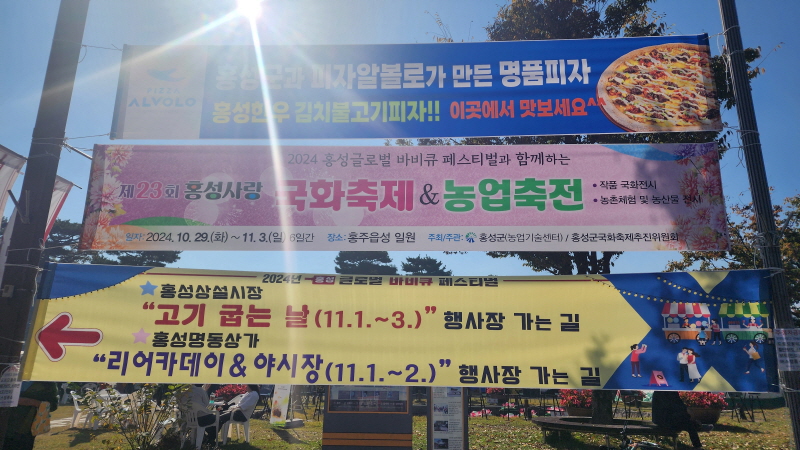 PIZZA
ALVOLO
홍성군과 피자알볼로가 만든 명품피자
홍성한우 김치불고기피자!! 이곳에서 맛보세요^^
2024 홍성글로벌 바비큐 페스티벌과 함께하는
제23회 홍성사랑 국화축제&농업축전
• 작품 국화전시
• 농촌체험 및 농산물 전시
일자: 2024. 10. 29.(화) ~ 11. 3.(일) 6일간 장소: 홍주읍성 일원 주최/주관: 홍성군(농업기술센터) / 홍성군국화축제추진위원회
2024년 홍성 글로벌 바비큐 페스티벌
홍성상설시장
“고기 굽는 날(11.1.~3.)” 행사장 가는 길
홍성명동상가
“리어카데이&야시장(11.1.~2.)” 행사장 가는 길